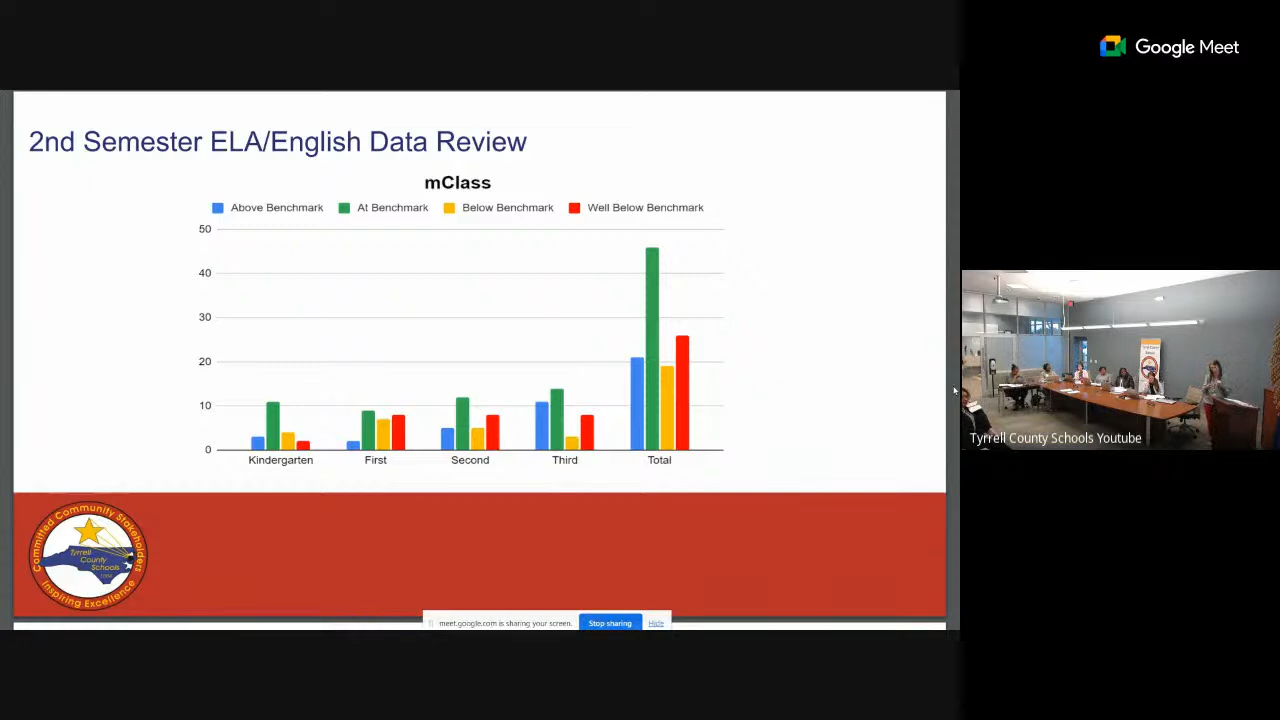 Google Meet
2nd Semester ELA/English Data Review
mClass
Above Benchmark At Benchmark Below Benchmark Well Below Benchmark
50
40
30
20
10
0
Kindergarten First Second Third Total
Tyrrell County Schools Youtube
Committed Community Stakeholders
Tyrrell
County
Schools
Inspiring Excellence
meet.google.com is sharing your screen. Stop sharing Hide